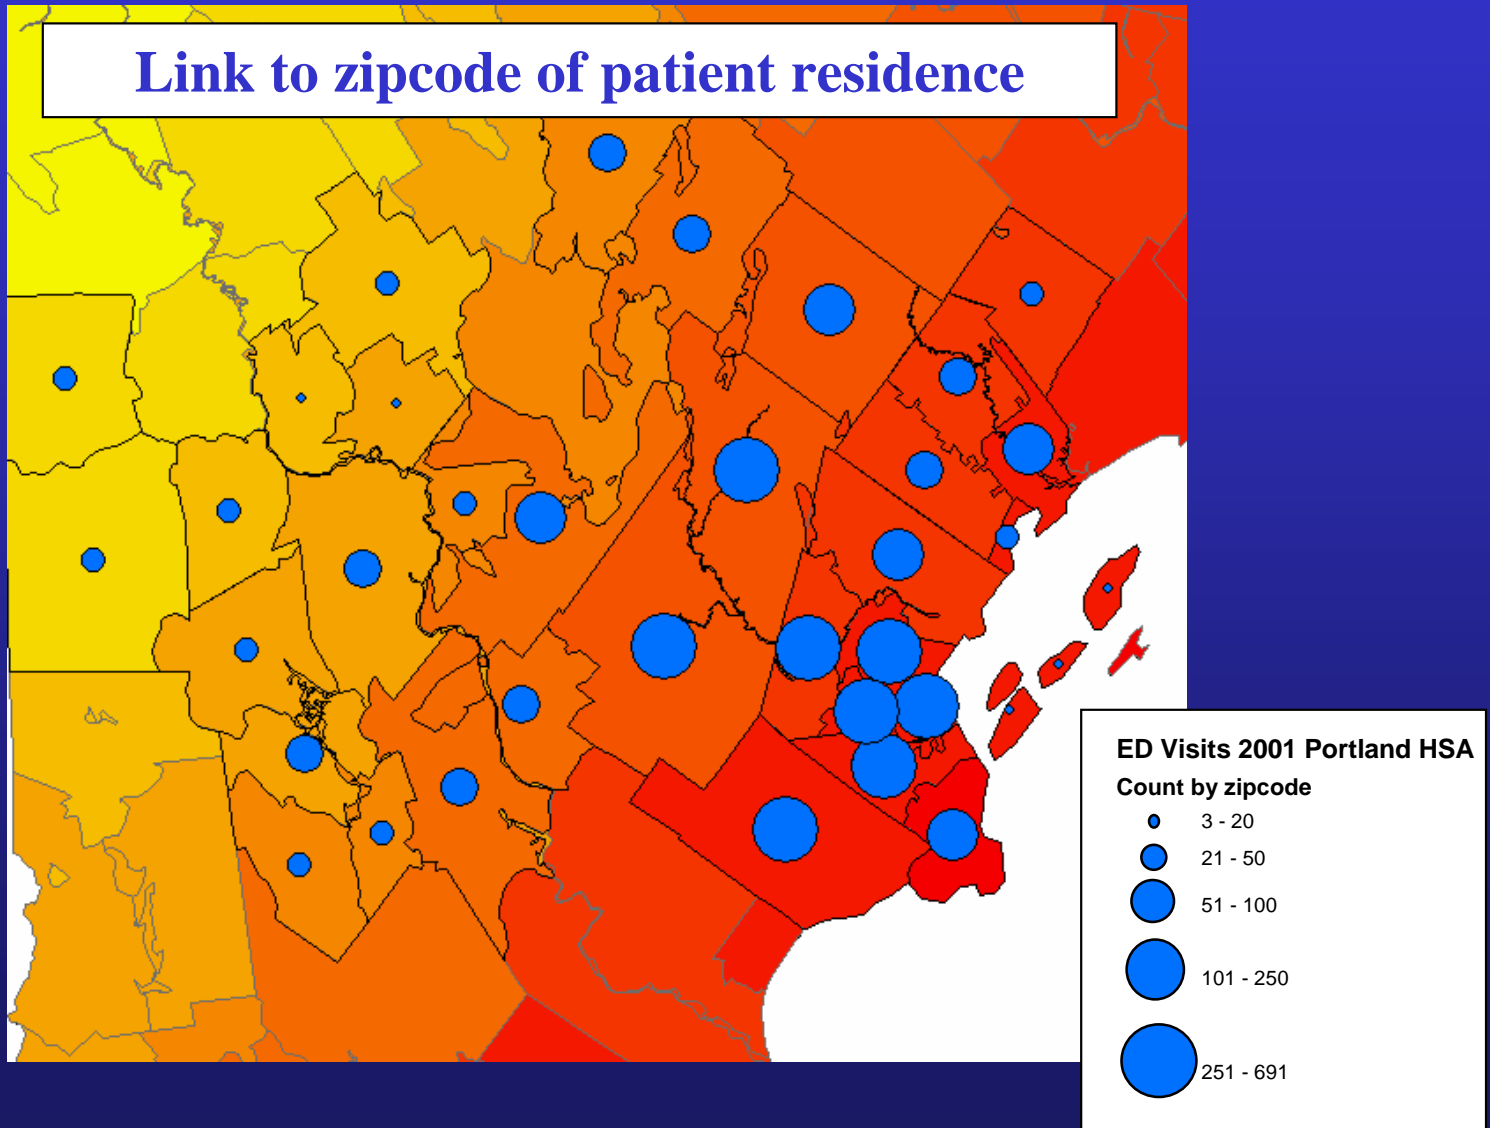 Link to zipcode of patient residence
ED Visits 2001 Portland HSA
Count by zipcode
3 - 20
21 - 50
51 - 100
101 - 250
251 - 691